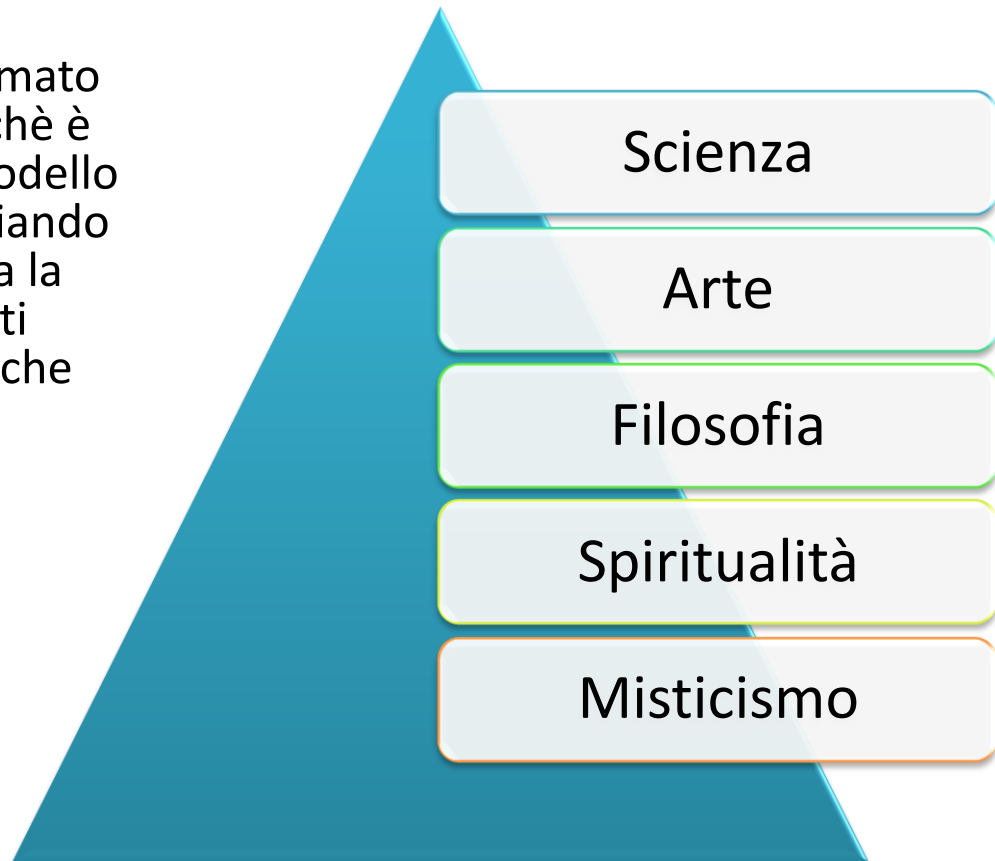 mato
chè è
odello
iando
a la
ti
che
Scienza
Arte
Filosofia
Spiritualità
Misticismo